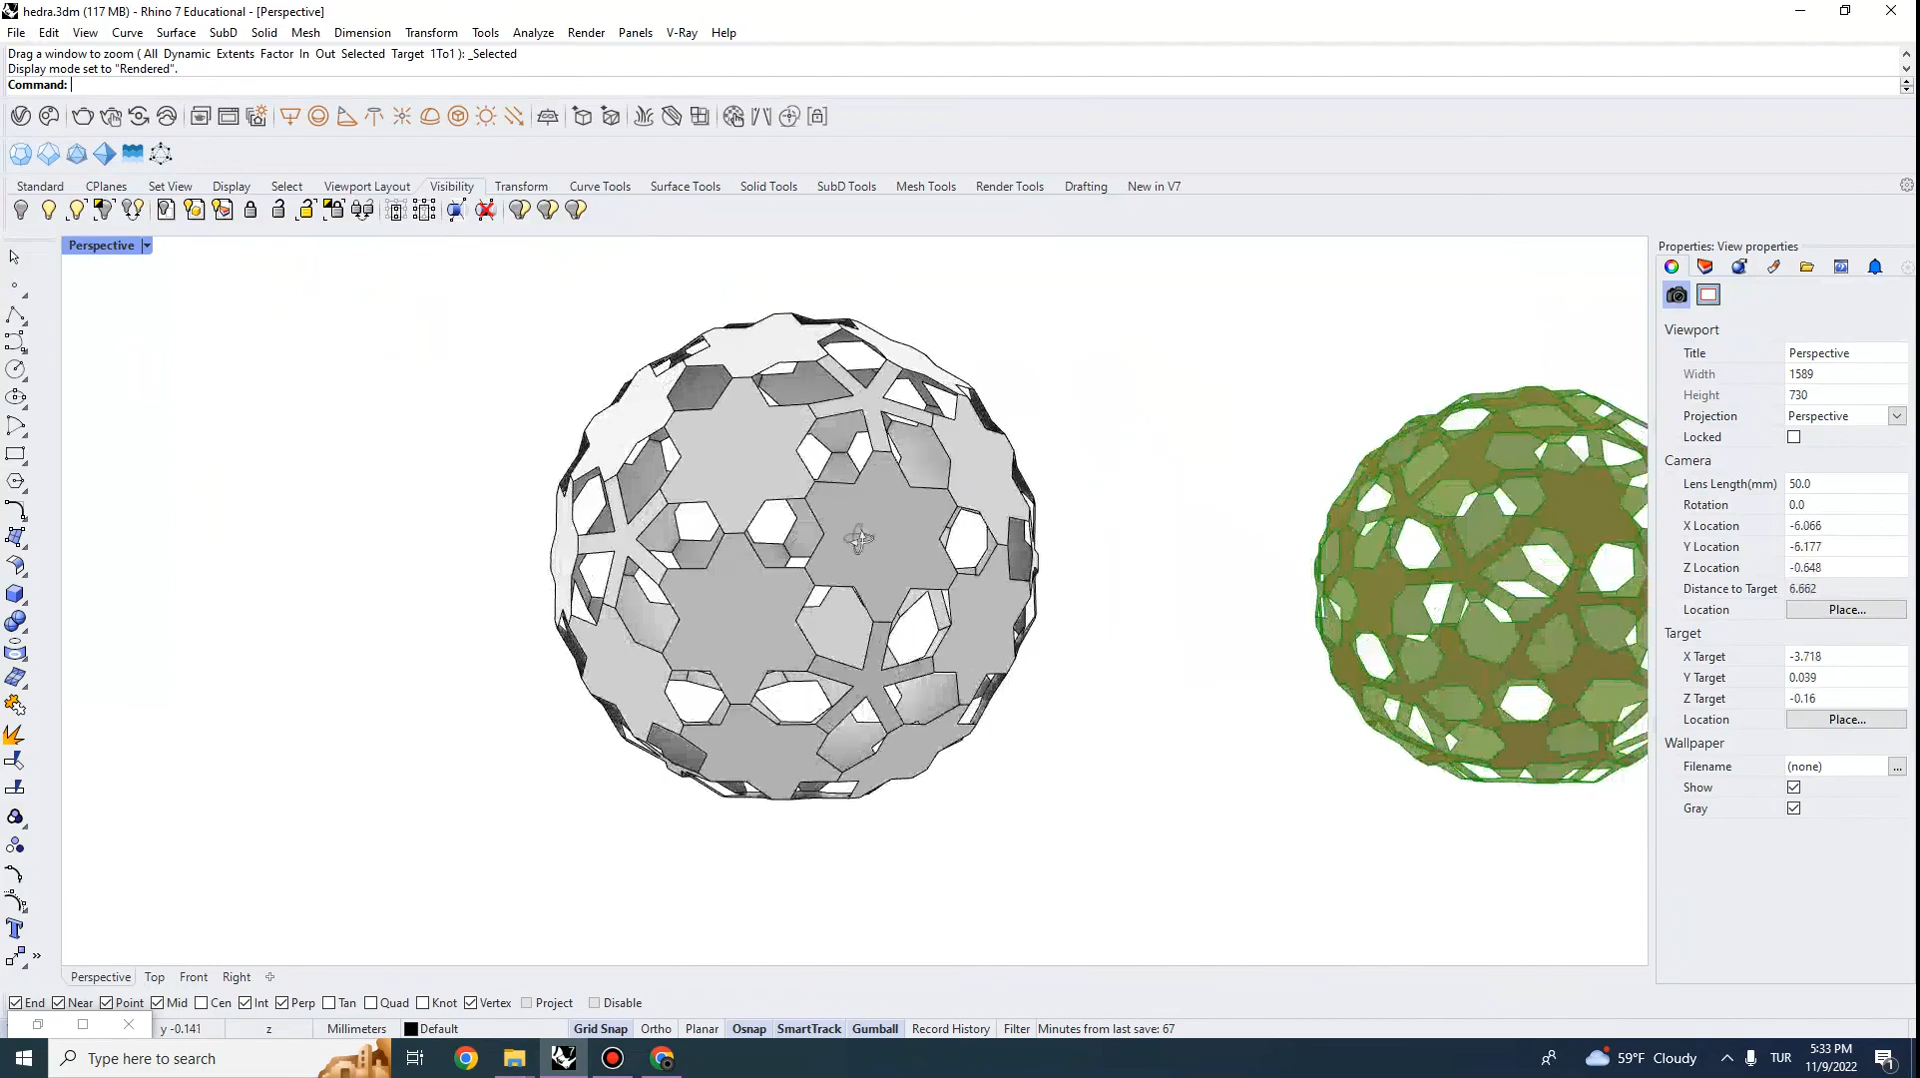 hedra.3dm (117 MB) - Rhino 7 Educational - [Perspective]
File Edit View Curve Surface SubD Solid Mesh Dimension Transform Tools Analyze Render Panels V-Ray Help
Drag a window to zoom ( All Dynamic Extents Factor In Out Selected Target 1To1 ): _Selected
Display mode set to "Rendered".
Command:
Standard CPlanes Set View Display Select Viewport Layout Visibility Transform Curve Tools Surface Tools Solid Tools SubD Tools Mesh Tools Render Tools Drafting New in V7
Perspective
Properties: View properties
Viewport
Title Perspective
Width 1589
Height 730
Projection Perspective
Locked
Camera
Lens Length(mm) 50.0
Rotation 0.0
X Location -6.066
Y Location -6.177
Z Location -0.648
Distance to Target 6.662
Location Place...
Target
X Target -3.718
Y Target 0.039
Z Target -0.16
Location Place...
Wallpaper
Filename (none) ...
Show
Gray
Perspective Top Front Right
End Near Point Mid Cen Int Perp Tan Quad Knot Vertex Project Disable
y -0.141 z Millimeters Default Grid Snap Ortho Planar Osnap SmartTrack Gumball Record History Filter Minutes from last save: 67
Type here to search
59°F Cloudy TUR
5:33 PM
11/9/2022
1